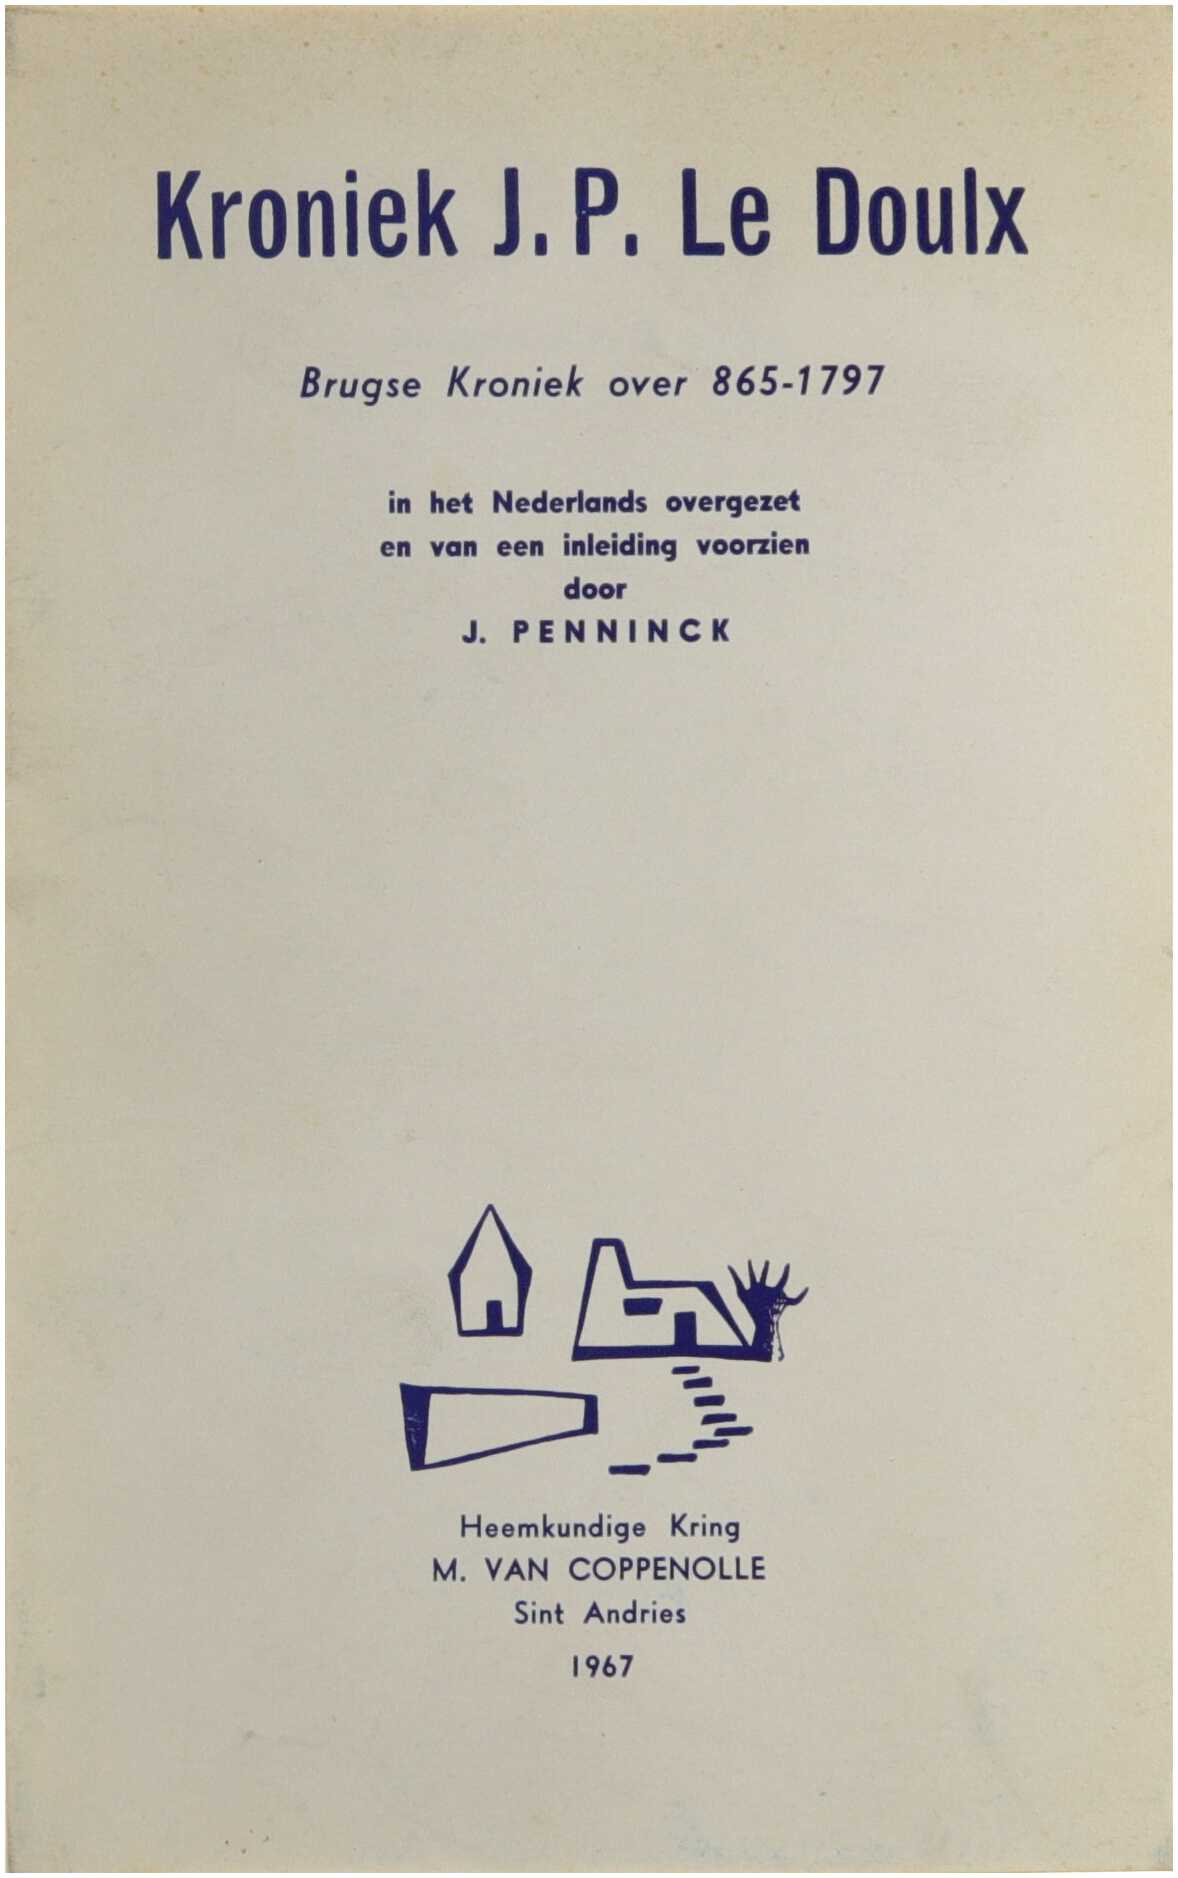 Kroniek J. P. Le Doulx
Brugse Kroniek over 865-1797
in het Nederlands overgezet
en van een inleiding voorzien
door
J. PENNINCK
Heemkundige Kring
M. VAN COPPENOLLE
Sint Andries
1967